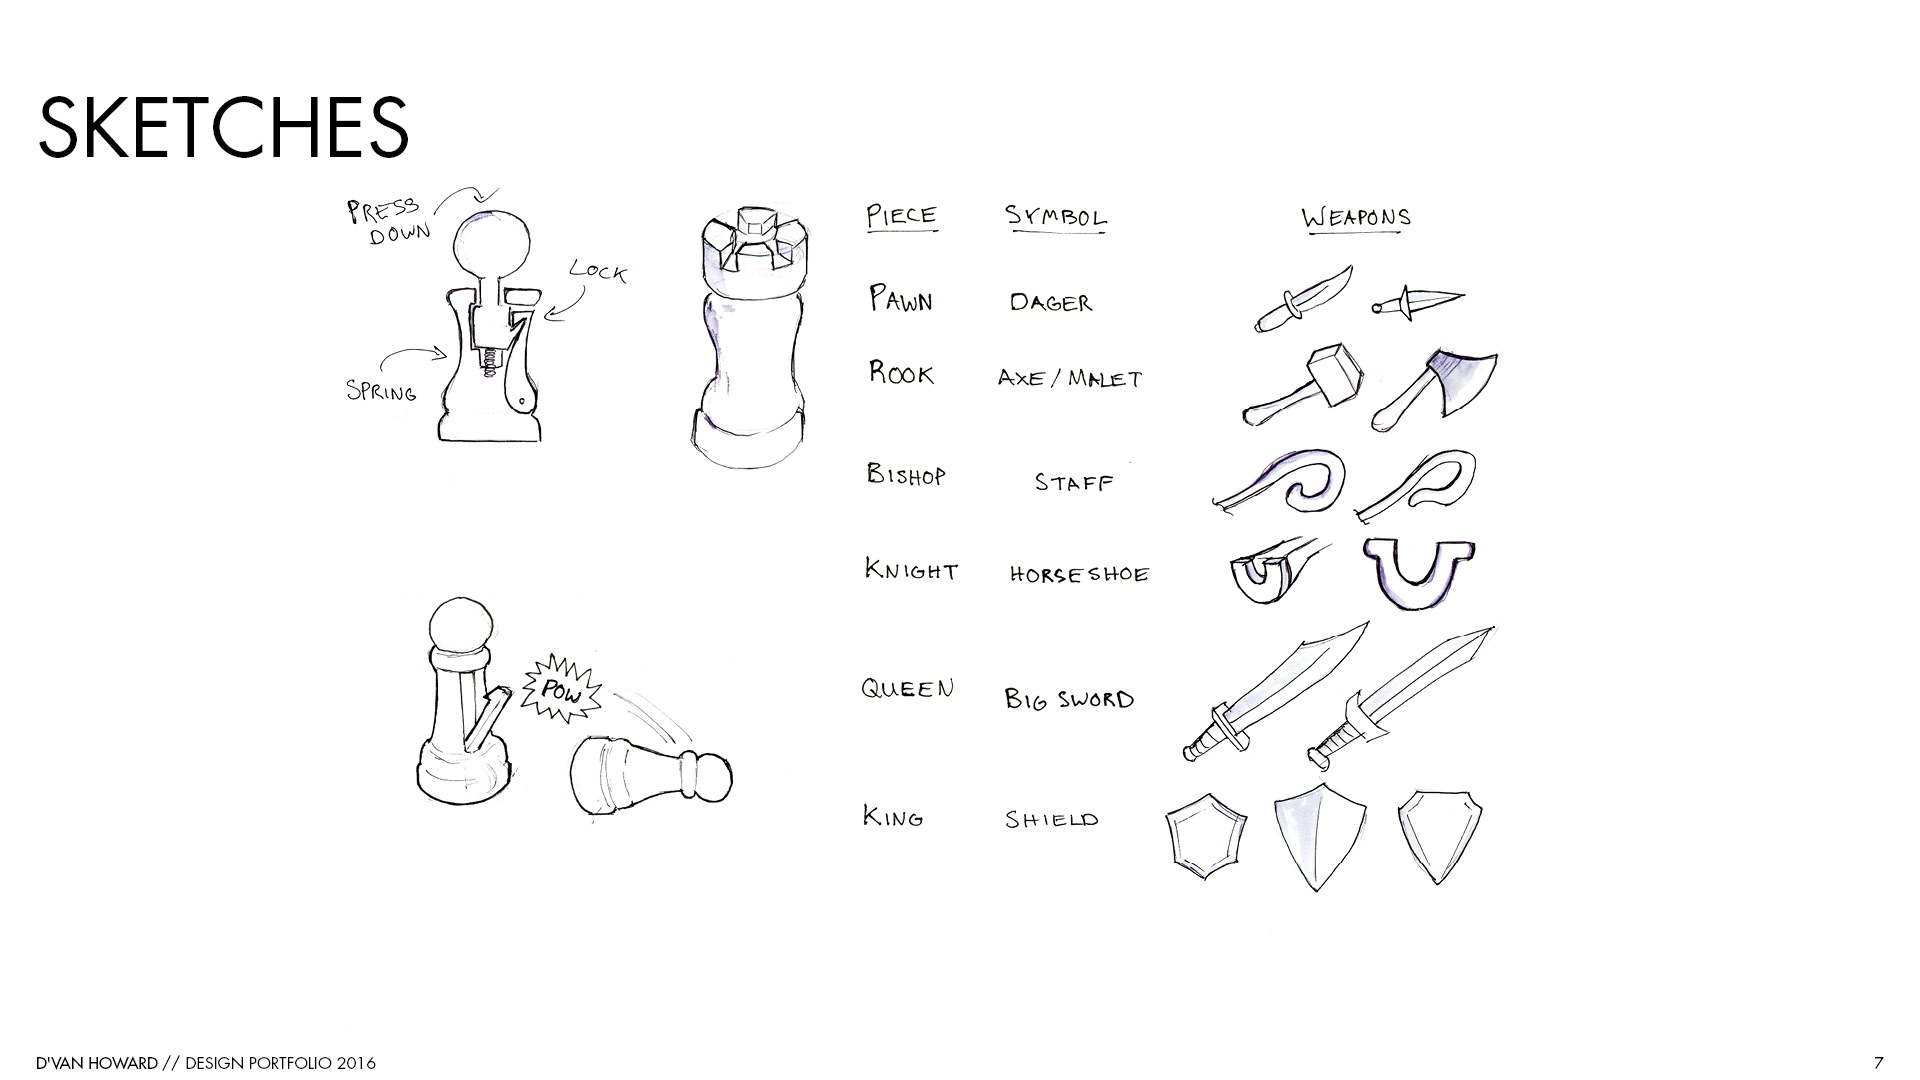 SKETCHES
PRESS
DOWN
LOCK
SPRING
POW
PIECE SYMBOL WEAPONS
PAWN DAGER
ROOK AXE / MALET
BISHOP STAFF
KNIGHT HORSESHOE
QUEEN BIG SWORD
KING SHIELD
D'VAN HOWARD // DESIGN PORTFOLIO 2016
7